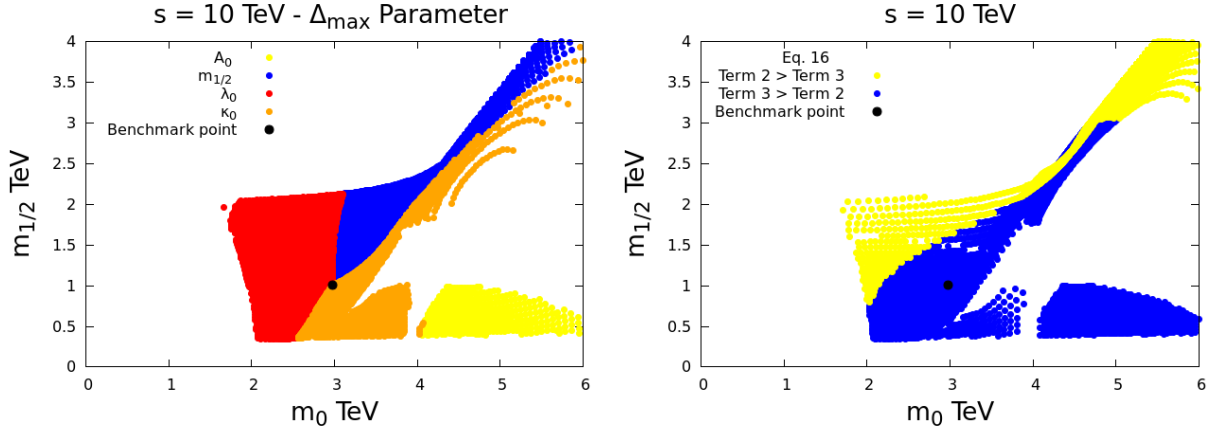 s = 10 TeV - Δmax Parameter
A0
m1/2
λ0
κ0
Benchmark point
m1/2 TeV
4
3.5
3
2.5
2
1.5
1
0.5
0
0 1 2 3 4 5 6
m0 TeV
s = 10 TeV
Eq. 16
Term 2 > Term 3
Term 3 > Term 2
Benchmark point
m1/2 TeV
4
3.5
3
2.5
2
1.5
1
0.5
0
0 1 2 3 4 5 6
m0 TeV